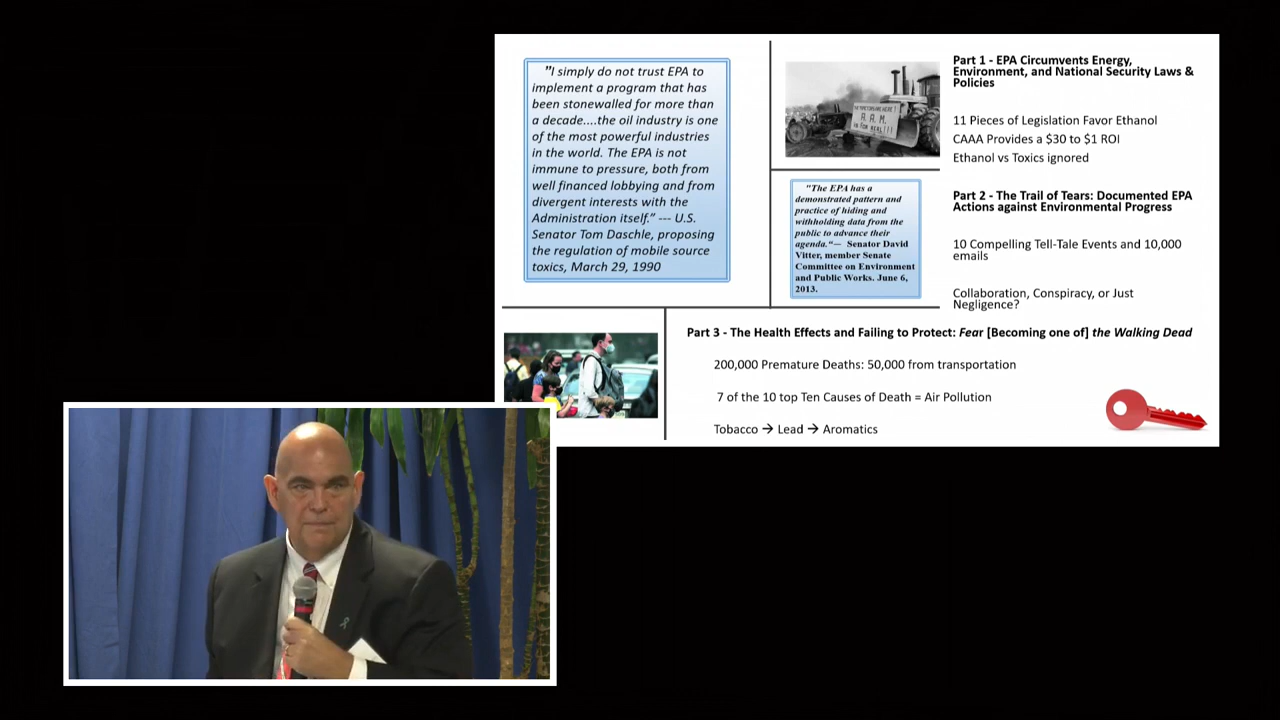 "I simply do not trust EPA to
implement a program that has
been stonewalled for more than
a decade....the oil industry is one
of the most powerful industries
in the world. The EPA is not
immune to pressure, both from
well financed lobbying and from
divergent interests with the
Administration itself.” --- U.S.
Senator Tom Daschle, proposing
the regulation of mobile source
toxics, March 29, 1990
A.A.M.
IS FOR REAL!!!
Part 1 - EPA Circumvents Energy,
Environment, and National Security Laws &
Policies
11 Pieces of Legislation Favor Ethanol
CAAA Provides a $30 to $1 ROI
Ethanol vs Toxics ignored
"The EPA has a
demonstrated pattern and
practice of hiding and
withholding data from the
public to advance their
agenda."— Senator David
Vitter, member Senate
Committee on Environment
and Public Works. June 6,
2013.
Part 2 - The Trail of Tears: Documented EPA
Actions against Environmental Progress
10 Compelling Tell-Tale Events and 10,000
emails
Collaboration, Conspiracy, or Just
Negligence?
Part 3 - The Health Effects and Failing to Protect: Fear [Becoming one of] the Walking Dead
200,000 Premature Deaths: 50,000 from transportation
7 of the 10 top Ten Causes of Death = Air Pollution
Tobacco → Lead → Aromatics